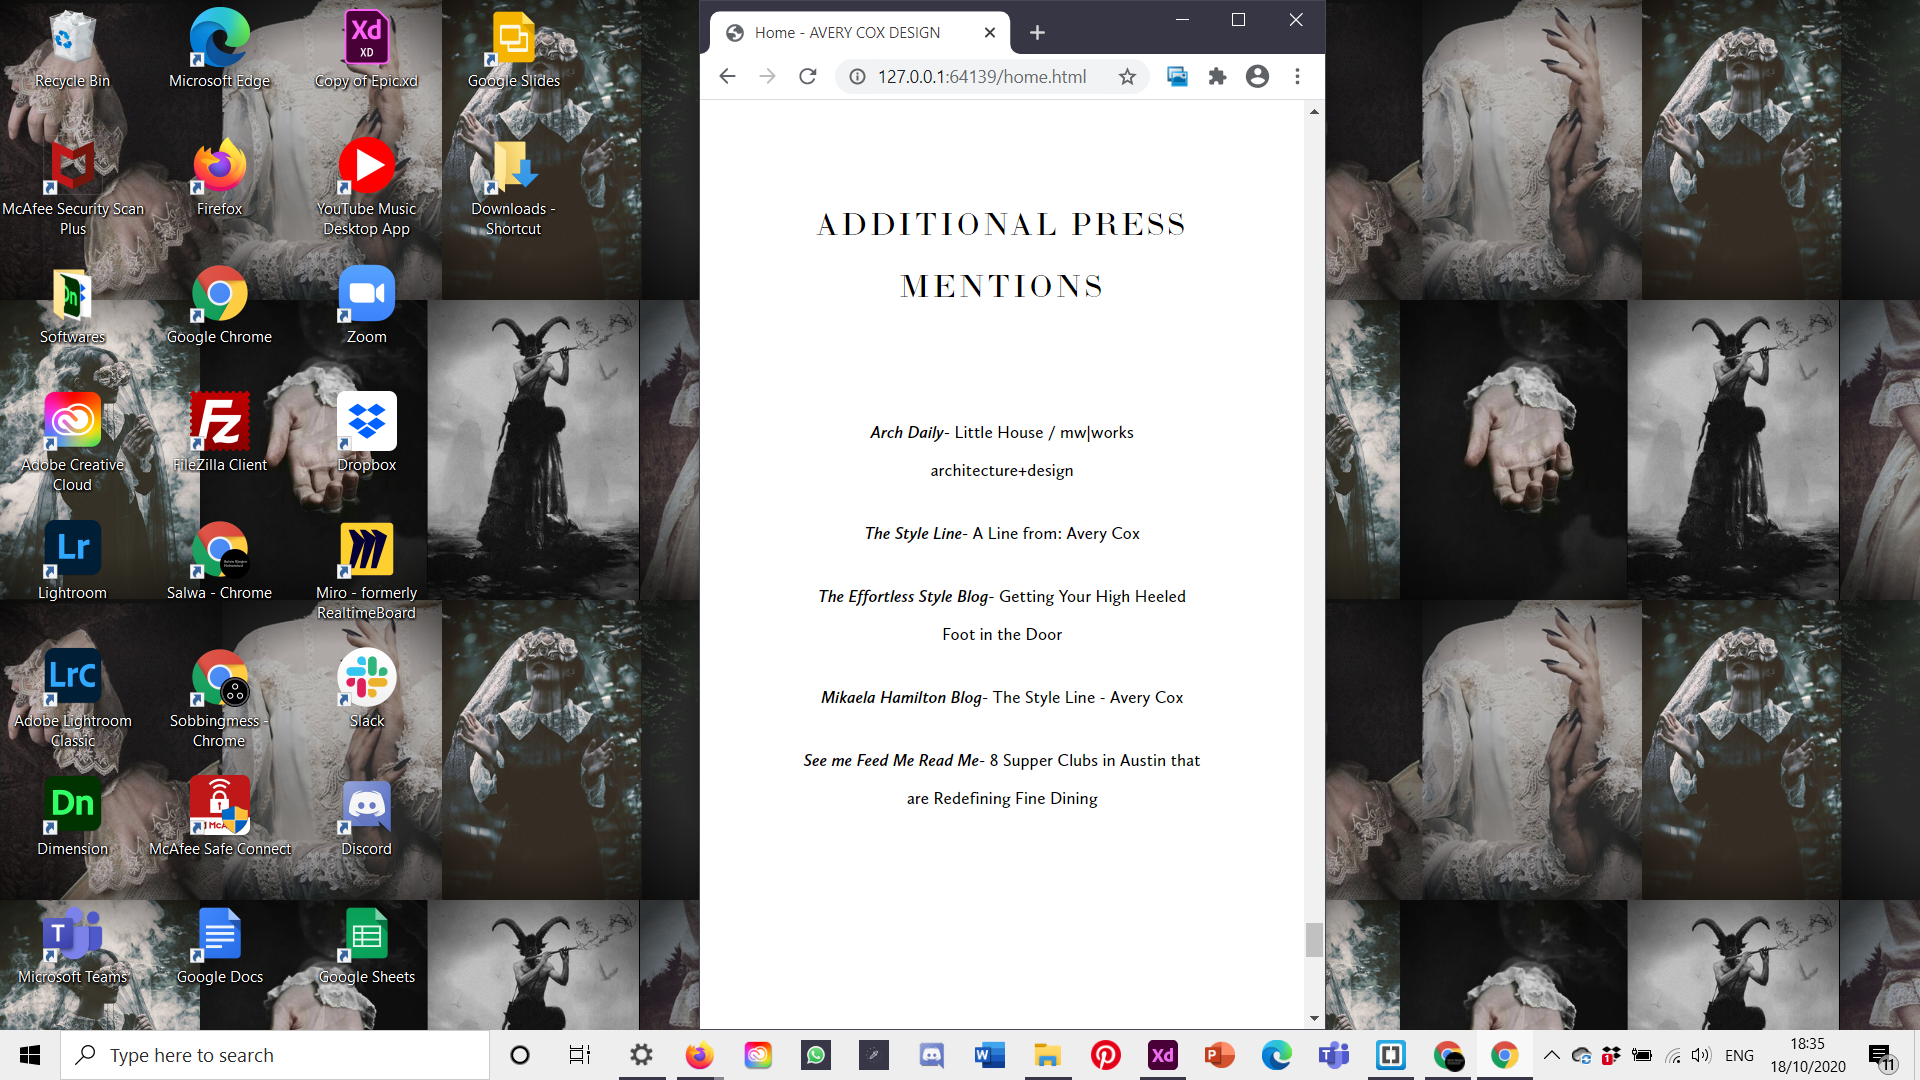 Recycle Bin
Microsoft Edge
Copy of Epic.xd
Google Slides
McAfee Security Scan
Plus
Firefox
YouTube Music
Desktop App
Downloads -
Shortcut
Softwares
Google Chrome
Zoom
Adobe Creative
Cloud
FileZilla Client
Dropbox
Lightroom
Salwa - Chrome
Miro - formerly
RealtimeBoard
Adobe Lightroom
Classic
Sobbingmess -
Chrome
Slack
Dimension
McAfee Safe Connect
Discord
Microsoft Teams
Google Docs
Google Sheets
Home - AVERY COX DESIGN
127.0.0.1:64139/home.html
ADDITIONAL PRESS
MENTIONS
Arch Daily- Little House / mw|works
architecture+design
The Style Line- A Line from: Avery Cox
The Effortless Style Blog- Getting Your High Heeled
Foot in the Door
Mikaela Hamilton Blog- The Style Line - Avery Cox
See me Feed Me Read Me- 8 Supper Clubs in Austin that
are Redefining Fine Dining
Type here to search
ENG
18:35
18/10/2020
11